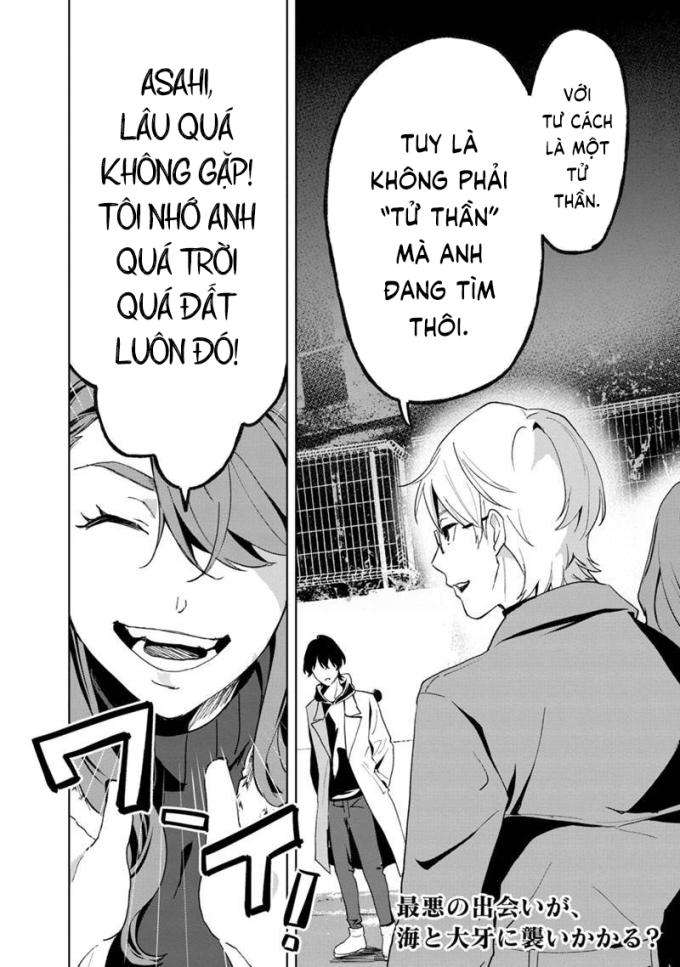 VỚI
TƯ CÁCH
LÀ MỘT
TỬ
THẦN.
TUY LÀ
KHÔNG PHẢI
“TỬ THẦN”
MÀ ANH
ĐANG TÌM
THÔI.
ASAHI,
LÂU QUÁ
KHÔNG GẶP!
TÔI NHỚ ANH
QUÁ TRỜI
QUÁ ĐẤT
LUÔN ĐÓ!
ワーイ!
最悪の出会いが、
海と大牙に襲いかかる?